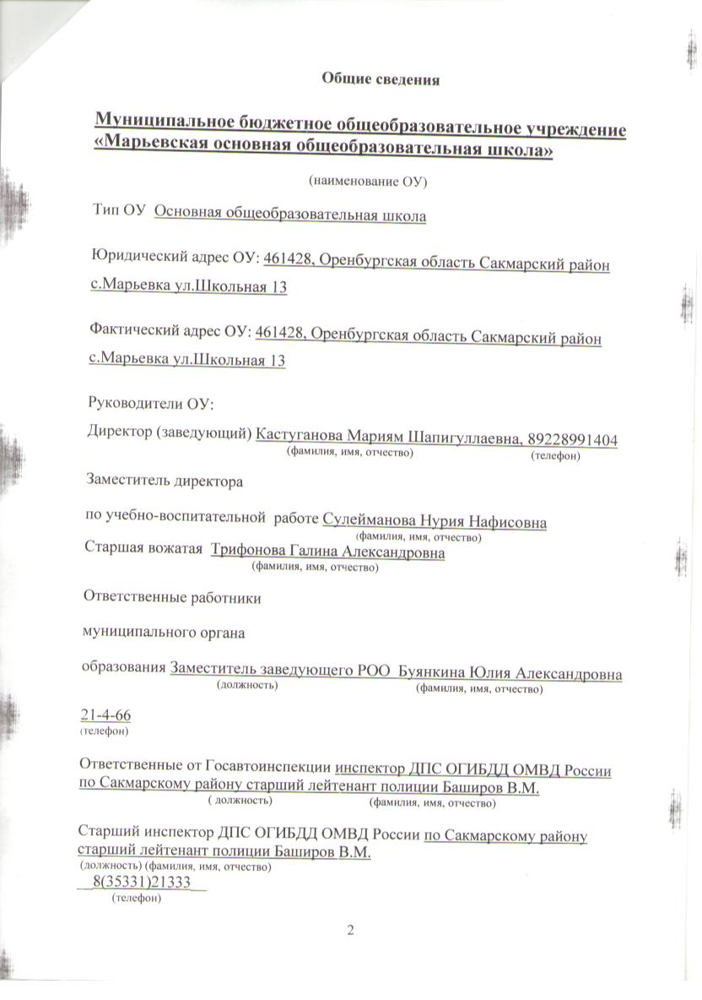 Общие сведения
Муниципальное бюджетное общеобразовательное учреждение
«Марьевская основная общеобразовательная школа»
(наименование ОУ)
Тип ОУ Основная общеобразовательная школа
Юридический адрес ОУ: 461428, Оренбургская область Сакмарский район
с.Марьевка ул.Школьная 13
Фактический адрес ОУ: 461428, Оренбургская область Сакмарский район
с.Марьевка ул.Школьная 13
Руководители ОУ:
Директор (заведующий) Кастуганова Мариям Шапигуллаевна, 89228991404
(фамилия, имя, отчество) (телефон)
Заместитель директора
по учебно-воспитательной работе Сулейманова Нурия Нафисовна
(фамилия, имя, отчество)
Старшая вожатая Трифонова Галина Александровна
(фамилия, имя, отчество)
Ответственные работники
муниципального органа
образования Заместитель заведующего РОО Буянкина Юлия Александровна
(должность) (фамилия, имя, отчество)
21-4-66
(телефон)
Ответственные от Госавтоинспекции инспектор ДПС ОГИБДД ОМВД России
по Сакмарскому району старший лейтенант полиции Баширов В.М.
( должность) (фамилия, имя, отчество)
Старший инспектор ДПС ОГИБДД ОМВД России по Сакмарскому району
старший лейтенант полиции Баширов В.М.
(должность) (фамилия, имя, отчество)
__8(35331)21333__
(телефон)
2